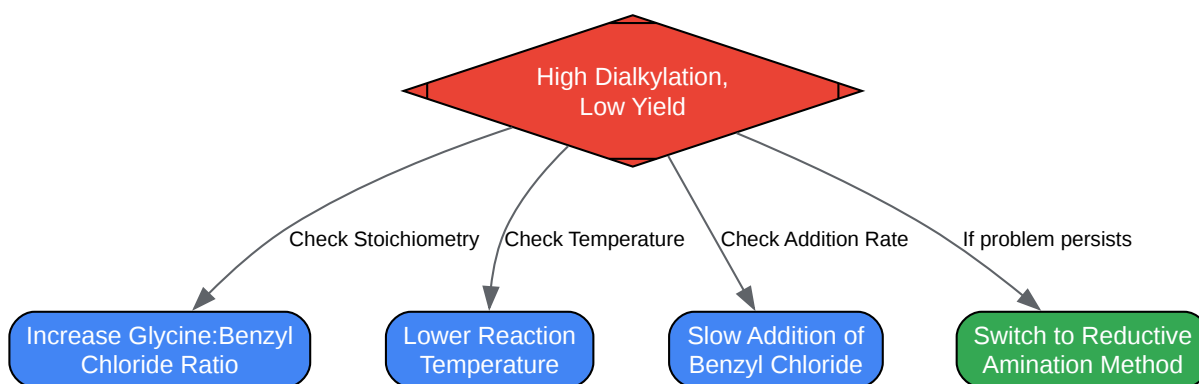 High Dialkylation,
Low Yield
Check Stoichiometry
Check Temperature
Check Addition Rate
If problem persists
Increase Glycine:Benzyl
Chloride Ratio
Lower Reaction
Temperature
Slow Addition of
Benzyl Chloride
Switch to Reductive
Amination Method